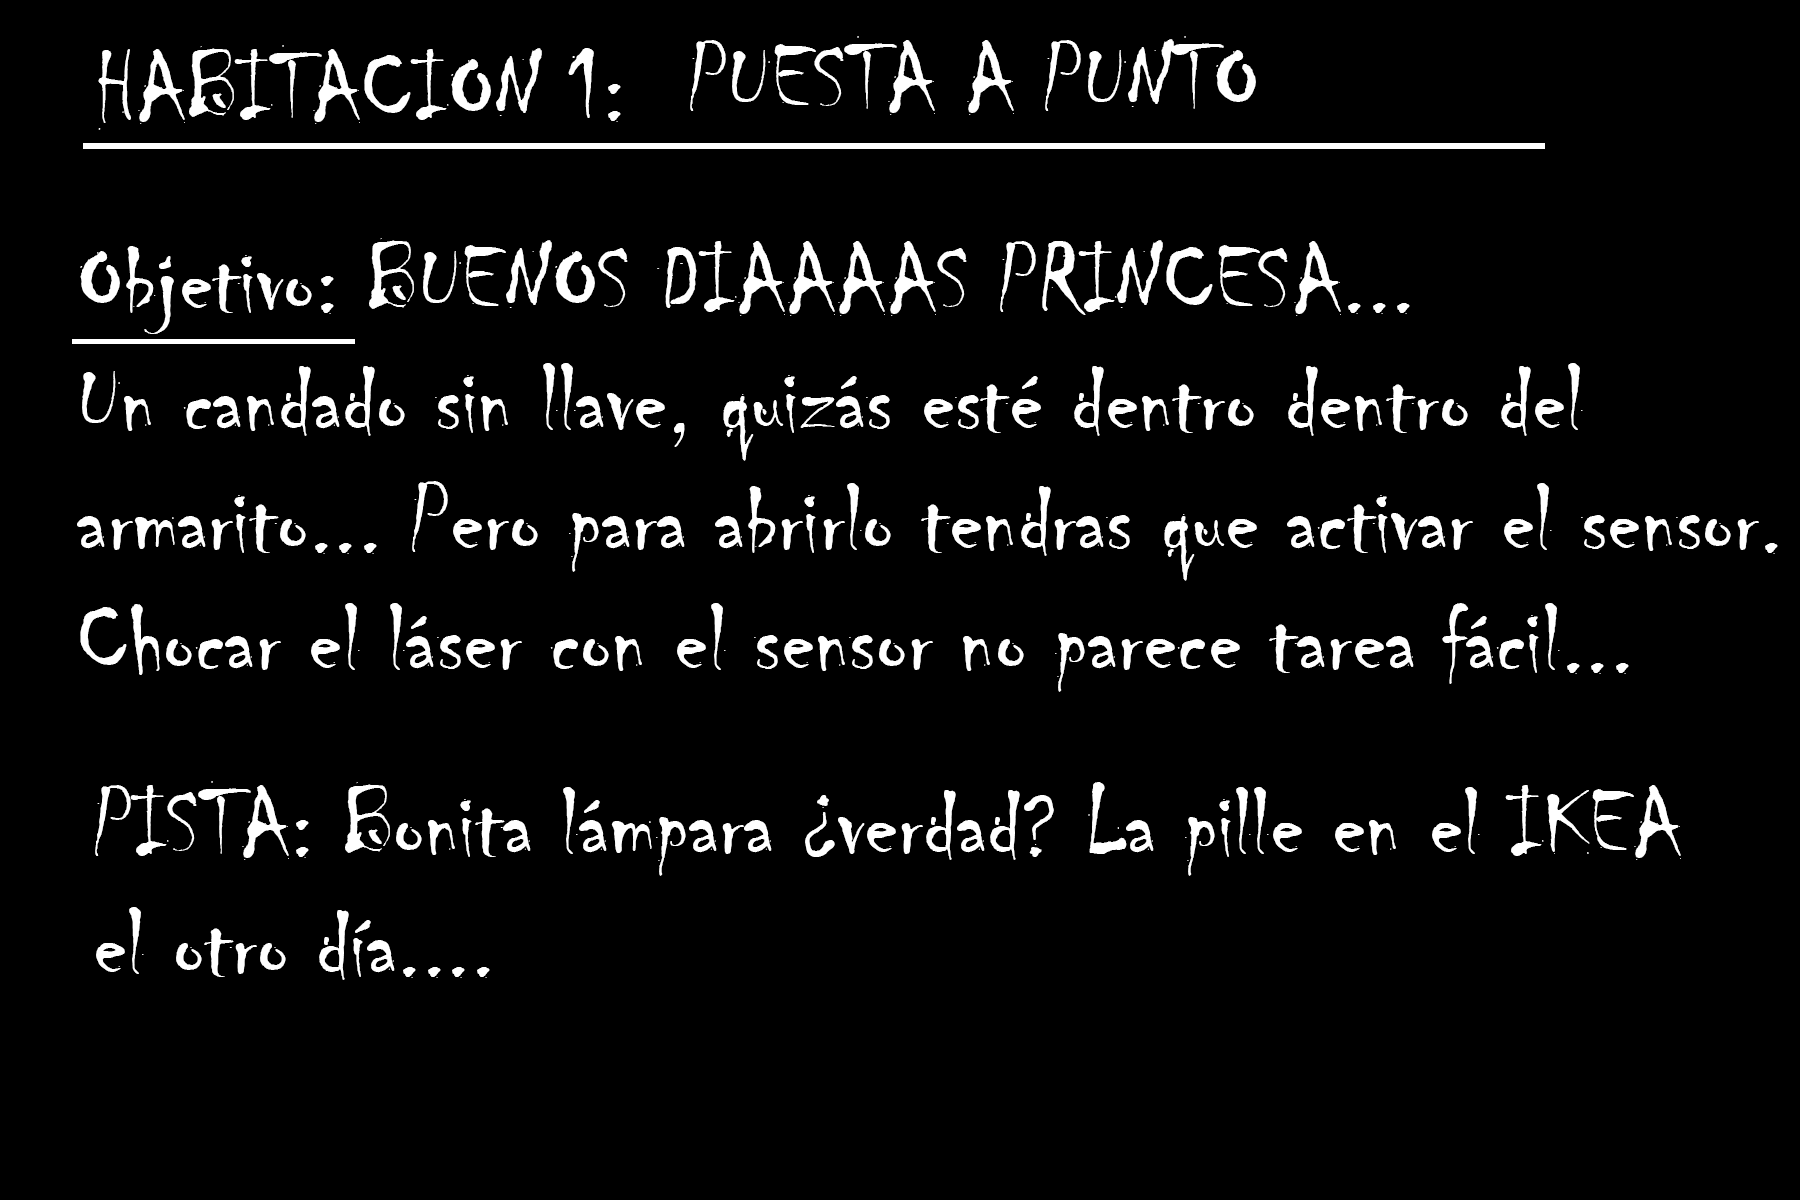 HABITACION 1: PUESTA A PUNTO
Objetivo: BUENOS DIAAAAS PRINCESA...
Un candado sin llave, quizás esté dentro dentro del
armarito... Pero para abrirlo tendras que activar el sensor.
Chocar el láser con el sensor no parece tarea fácil...
PISTA: Bonita lámpara ¿verdad? La pille en el IKEA
el otro día....